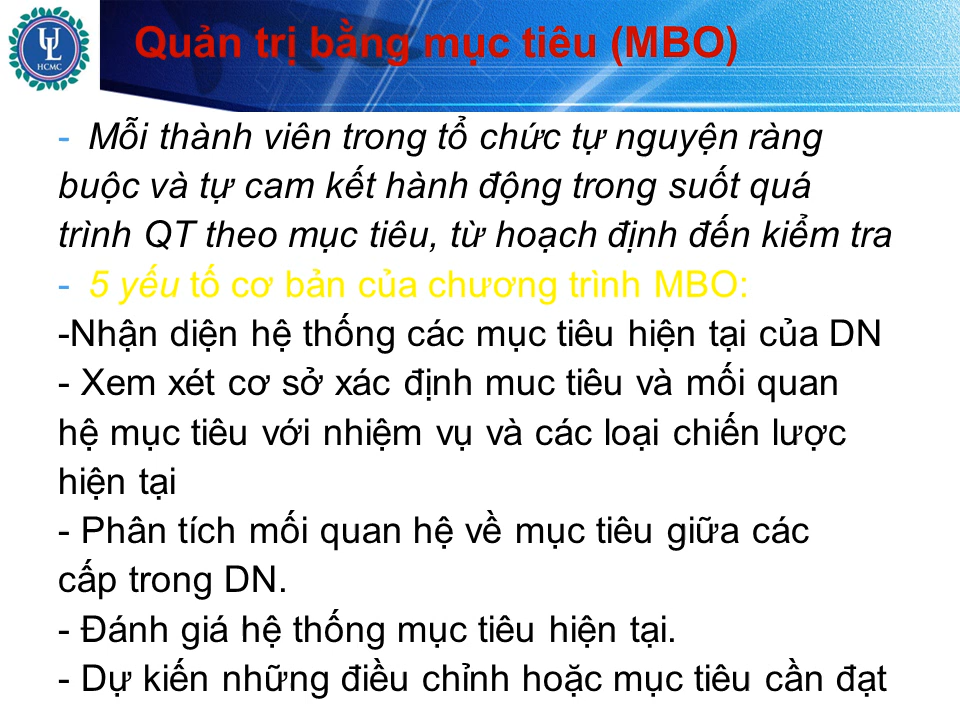 UL
HCMC
Quản trị bằng mục tiêu (MBO)
- Mỗi thành viên trong tổ chức tự nguyện ràng
buộc và tự cam kết hành động trong suốt quá
trình QT theo mục tiêu, từ hoạch định đến kiểm tra
- 5 yếu tố cơ bản của chương trình MBO:
-Nhận diện hệ thống các mục tiêu hiện tại của DN
- Xem xét cơ sở xác định muc tiêu và mối quan
hệ mục tiêu với nhiệm vụ và các loại chiến lược
hiện tại
- Phân tích mối quan hệ về mục tiêu giữa các
cấp trong DN.
- Đánh giá hệ thống mục tiêu hiện tại.
- Dự kiến những điều chỉnh hoặc mục tiêu cần đạt